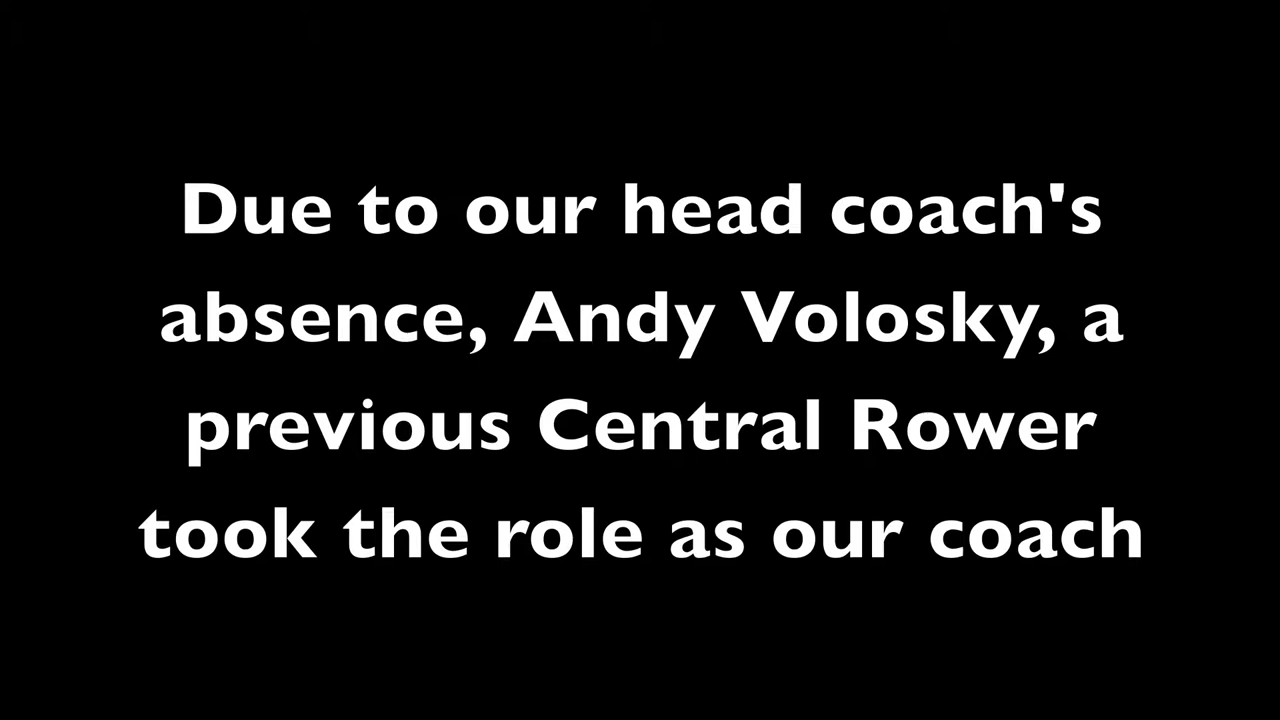 Due to our head coach's
absence, Andy Volosky, a
previous Central Rower
took the role as our coach